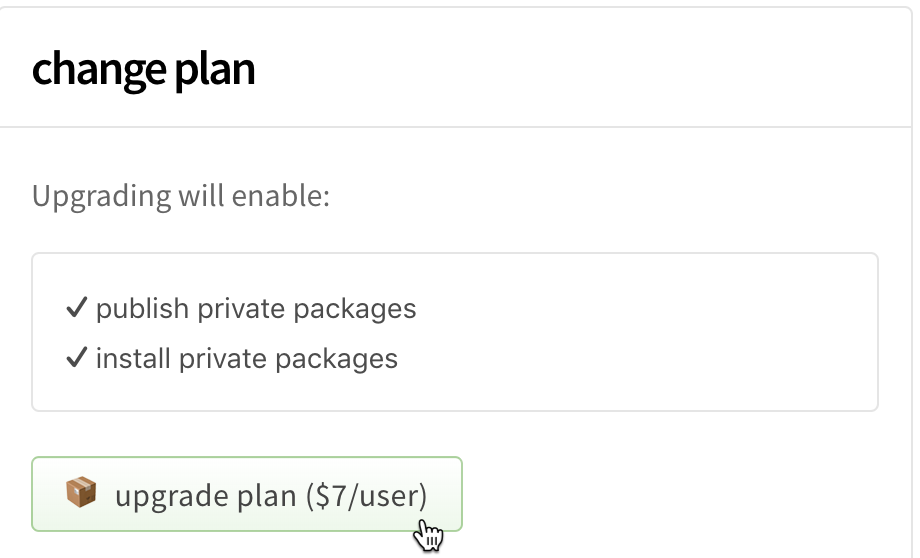 change plan
Upgrading will enable:
✓ publish private packages
✓ install private packages
upgrade plan ($7/user)